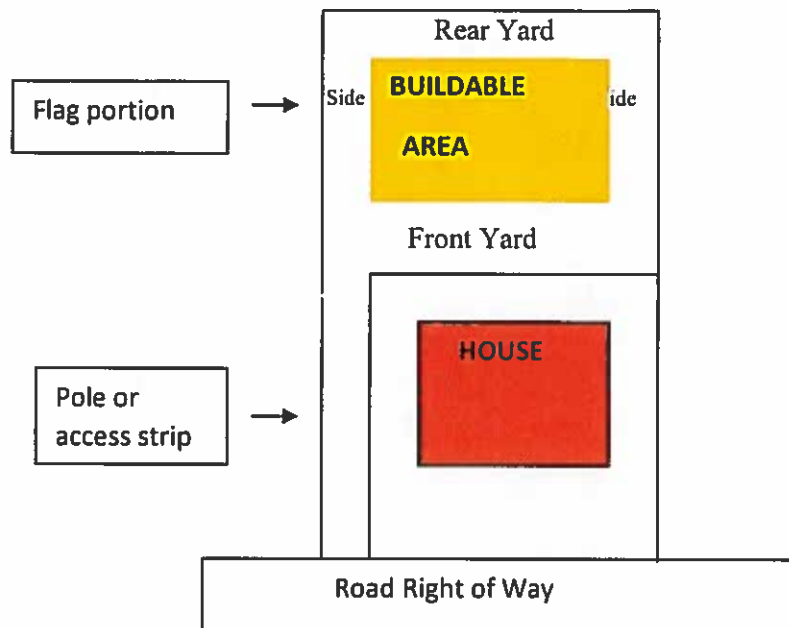 Rear Yard
Flag portion
Side
BUILDABLE
ide
AREA
Front Yard
HOUSE
Pole or
access strip
Road Right of Way